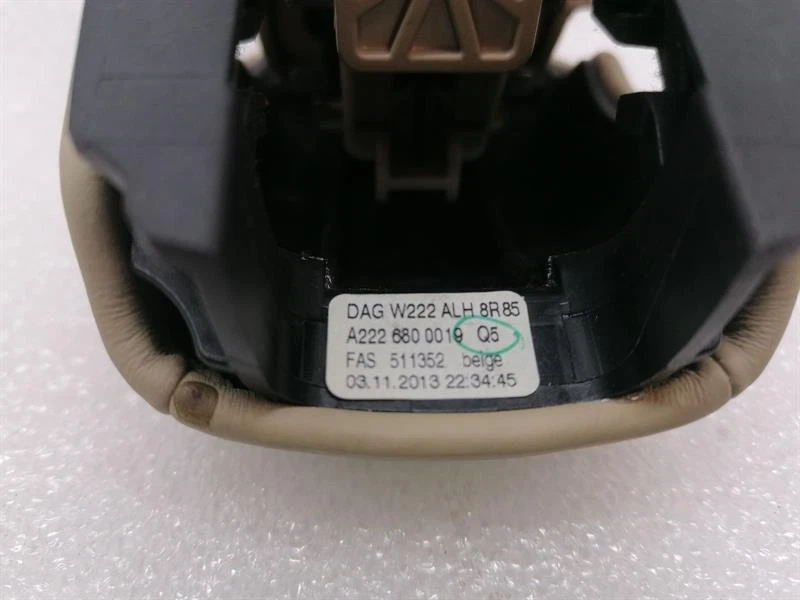 DAG W222 ALH 8R85
A222 680 0019 Q5
FAS 511352 beige
03.11.2013 22:34:45